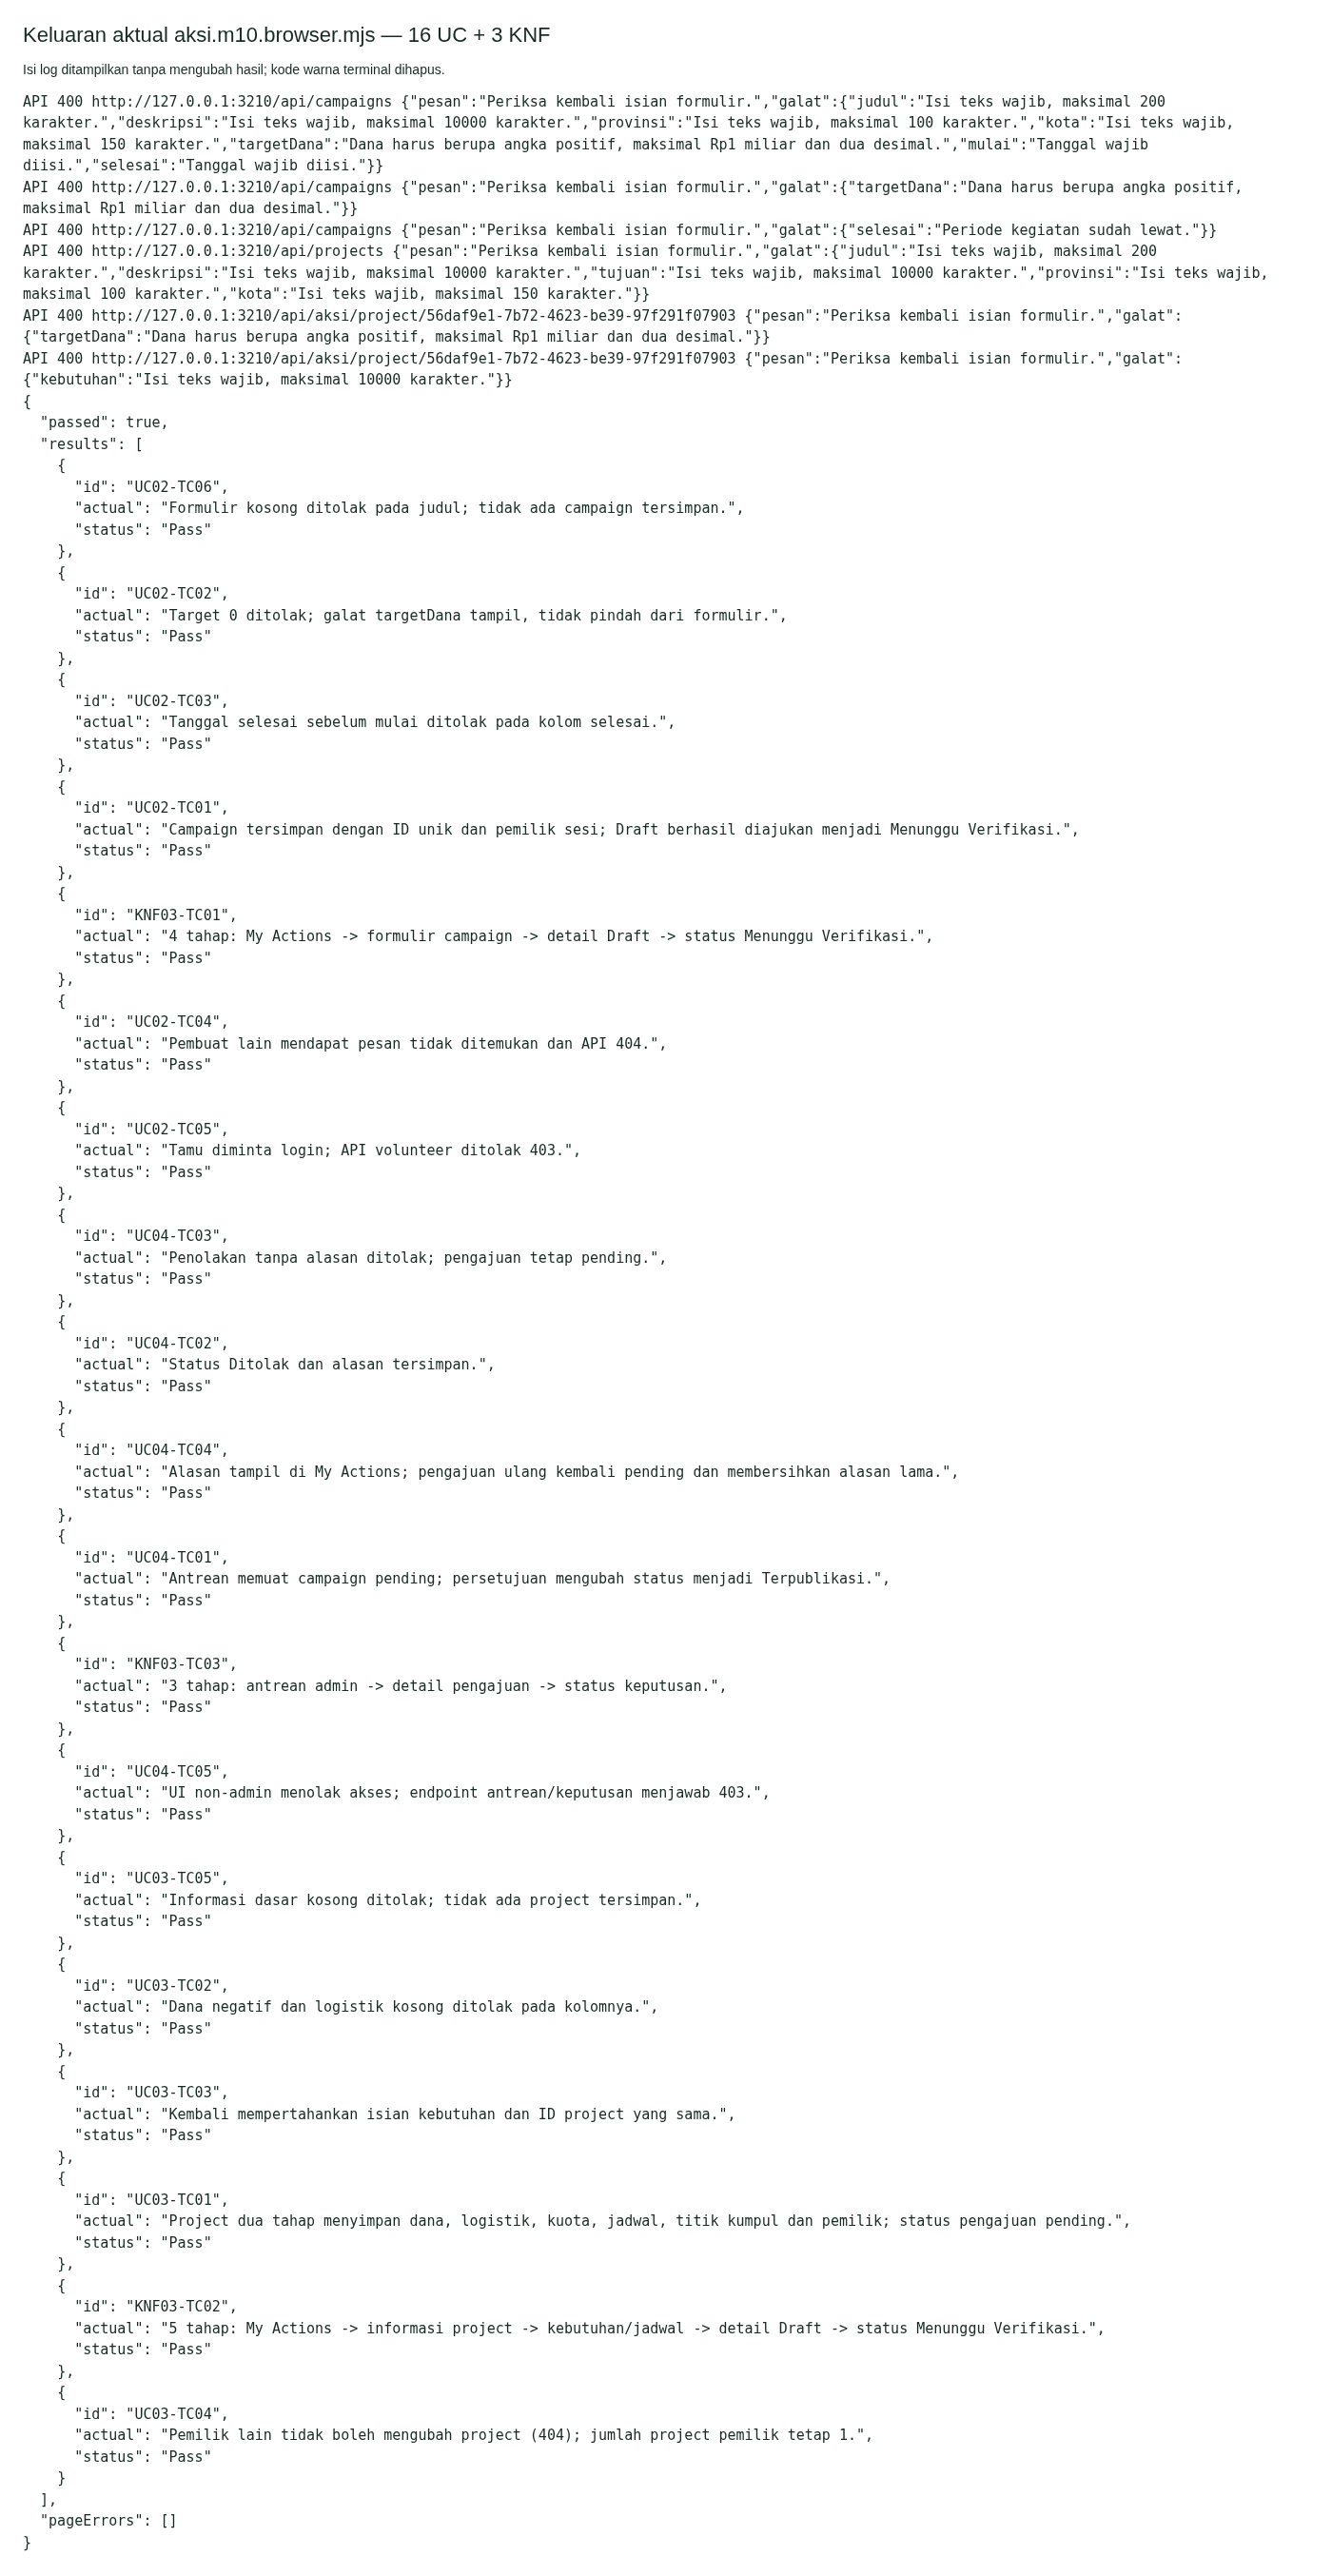 Keluaran aktual aksi.m10.browser.mjs — 16 UC + 3 KNF
Isi log ditampilkan tanpa mengubah hasil; kode warna terminal dihapus.
API 400 http://127.0.0.1:3210/api/campaigns {"pesan":"Periksa kembali isian formulir.","galat":{"judul":"Isi teks wajib, maksimal 200
karakter.","deskripsi":"Isi teks wajib, maksimal 10000 karakter.","provinsi":"Isi teks wajib, maksimal 100 karakter.","kota":"Isi teks wajib,
maksimal 150 karakter.","targetDana":"Dana harus berupa angka positif, maksimal Rp1 miliar dan dua desimal.","mulai":"Tanggal wajib
diisi.","selesai":"Tanggal wajib diisi."}}
API 400 http://127.0.0.1:3210/api/campaigns {"pesan":"Periksa kembali isian formulir.","galat":{"targetDana":"Dana harus berupa angka positif,
maksimal Rp1 miliar dan dua desimal."}}
API 400 http://127.0.0.1:3210/api/campaigns {"pesan":"Periksa kembali isian formulir.","galat":{"selesai":"Periode kegiatan sudah lewat."}}
API 400 http://127.0.0.1:3210/api/projects {"pesan":"Periksa kembali isian formulir.","galat":{"judul":"Isi teks wajib, maksimal 200
karakter.","deskripsi":"Isi teks wajib, maksimal 10000 karakter.","tujuan":"Isi teks wajib, maksimal 10000 karakter.","provinsi":"Isi teks wajib,
maksimal 100 karakter.","kota":"Isi teks wajib, maksimal 150 karakter."}}
API 400 http://127.0.0.1:3210/api/aksi/project/56daf9e1-7b72-4623-be39-97f291f07903 {"pesan":"Periksa kembali isian formulir.","galat":
{"targetDana":"Dana harus berupa angka positif, maksimal Rp1 miliar dan dua desimal."}}
API 400 http://127.0.0.1:3210/api/aksi/project/56daf9e1-7b72-4623-be39-97f291f07903 {"pesan":"Periksa kembali isian formulir.","galat":
{"kebutuhan":"Isi teks wajib, maksimal 10000 karakter."}}
{
  "passed": true,
  "results": [
    {
      "id": "UC02-TC06",
      "actual": "Formulir kosong ditolak pada judul; tidak ada campaign tersimpan.",
      "status": "Pass"
    },
    {
      "id": "UC02-TC02",
      "actual": "Target 0 ditolak; galat targetDana tampil, tidak pindah dari formulir.",
      "status": "Pass"
    },
    {
      "id": "UC02-TC03",
      "actual": "Tanggal selesai sebelum mulai ditolak pada kolom selesai.",
      "status": "Pass"
    },
    {
      "id": "UC02-TC01",
      "actual": "Campaign tersimpan dengan ID unik dan pemilik sesi; Draft berhasil diajukan menjadi Menunggu Verifikasi.",
      "status": "Pass"
    },
    {
      "id": "KNF03-TC01",
      "actual": "4 tahap: My Actions -> formulir campaign -> detail Draft -> status Menunggu Verifikasi.",
      "status": "Pass"
    },
    {
      "id": "UC02-TC04",
      "actual": "Pembuat lain mendapat pesan tidak ditemukan dan API 404.",
      "status": "Pass"
    },
    {
      "id": "UC02-TC05",
      "actual": "Tamu diminta login; API volunteer ditolak 403.",
      "status": "Pass"
    },
    {
      "id": "UC04-TC03",
      "actual": "Penolakan tanpa alasan ditolak; pengajuan tetap pending.",
      "status": "Pass"
    },
    {
      "id": "UC04-TC02",
      "actual": "Status Ditolak dan alasan tersimpan.",
      "status": "Pass"
    },
    {
      "id": "UC04-TC04",
      "actual": "Alasan tampil di My Actions; pengajuan ulang kembali pending dan membersihkan alasan lama.",
      "status": "Pass"
    },
    {
      "id": "UC04-TC01",
      "actual": "Antrean memuat campaign pending; persetujuan mengubah status menjadi Terpublikasi.",
      "status": "Pass"
    },
    {
      "id": "KNF03-TC03",
      "actual": "3 tahap: antrean admin -> detail pengajuan -> status keputusan.",
      "status": "Pass"
    },
    {
      "id": "UC04-TC05",
      "actual": "UI non-admin menolak akses; endpoint antrean/keputusan menjawab 403.",
      "status": "Pass"
    },
    {
      "id": "UC03-TC05",
      "actual": "Informasi dasar kosong ditolak; tidak ada project tersimpan.",
      "status": "Pass"
    },
    {
      "id": "UC03-TC02",
      "actual": "Dana negatif dan logistik kosong ditolak pada kolomnya.",
      "status": "Pass"
    },
    {
      "id": "UC03-TC03",
      "actual": "Kembali mempertahankan isian kebutuhan dan ID project yang sama.",
      "status": "Pass"
    },
    {
      "id": "UC03-TC01",
      "actual": "Project dua tahap menyimpan dana, logistik, kuota, jadwal, titik kumpul dan pemilik; status pengajuan pending.",
      "status": "Pass"
    },
    {
      "id": "KNF03-TC02",
      "actual": "5 tahap: My Actions -> informasi project -> kebutuhan/jadwal -> detail Draft -> status Menunggu Verifikasi.",
      "status": "Pass"
    },
    {
      "id": "UC03-TC04",
      "actual": "Pemilik lain tidak boleh mengubah project (404); jumlah project pemilik tetap 1.",
      "status": "Pass"
    }
  ],
  "pageErrors": []
}